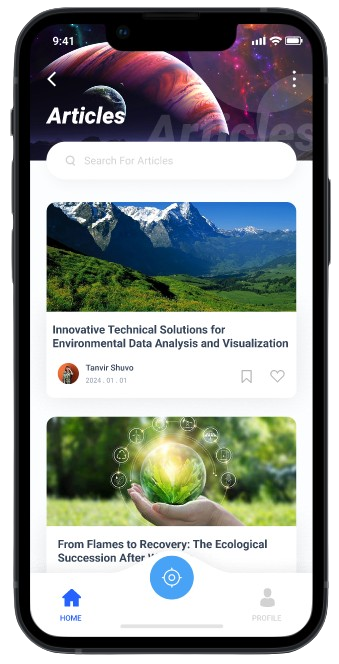 9:41
Articles
Articles
Search For Articles
Innovative Technical Solutions for
Environmental Data Analysis and Visualization
Tanvir Shuvo
2024 . 01 . 01
From Flames to Recovery: The Ecological
Succession After
HOME
PROFILE